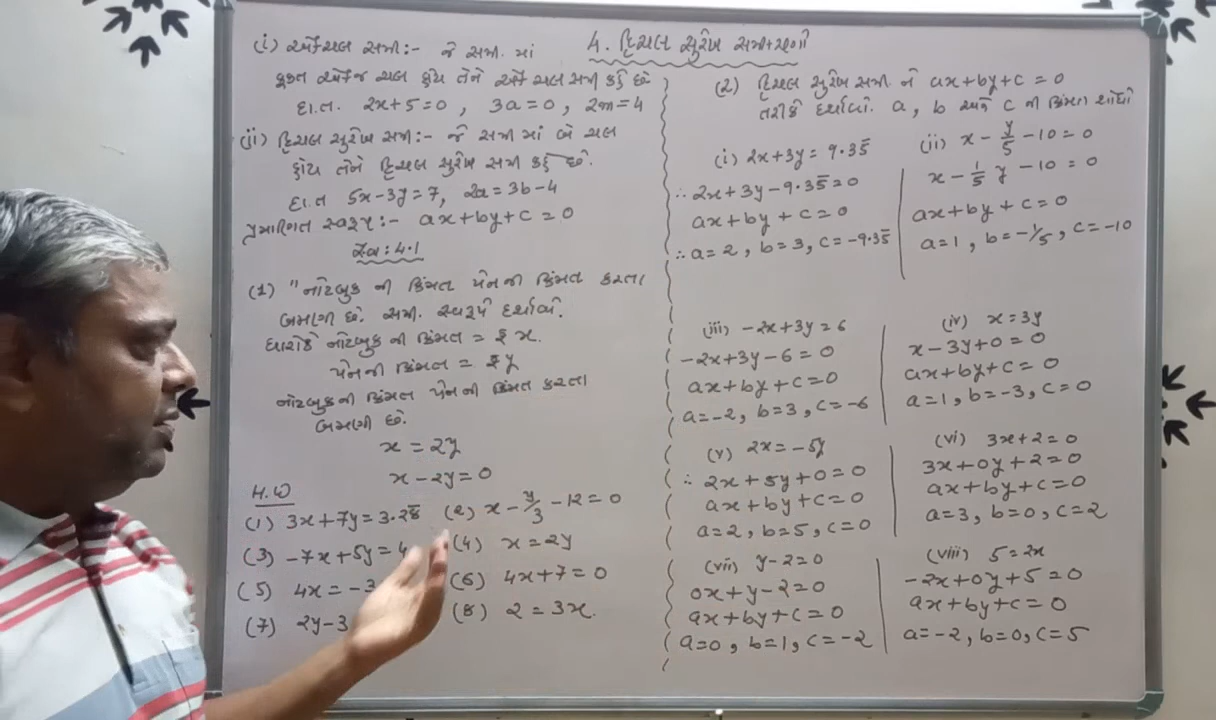 4. દ્વિચલ સુરેખ સમીકરણો
(i) એકચલ સમી:- જે સમી. માં
ફક્ત એકજ ચલ હોય તેને એક ચલ સમી કહે છે
દા.ત. 2x+5=0 , 3a=0 , 2m=4
(ii) દ્વિચલ સુરેખ સમી:- જે સમી માં બે ચલ
હોય તેને દ્વિચલ સુરેખ સમી કહે છે.
દા.ત 5x-3y=7, 2a=3b-4
પ્રમાણિત સ્વરૂપ:- ax+by+c=0
સ્વા: 4.1
(1) "નોટબુક ની કિંમત પેન ની કિંમત કરતા
બમણી છે. સમી. સ્વરૂપે દર્શાવો.
ધારોકે નોટબુક ની કિંમત = ₹ x.
પેનની કિંમત = ₹ y
નોટબુકની કિંમત પેનની કિંમત કરતા
બમણી છે.
x = 2y
x - 2y = 0
H.W
(1) 3x+7y=3.28̅ (2) x - y/3 - 12 = 0
(3) -7x+5y=4 (4) x = 2y
(5) 4x = -3 (6) 4x+7=0
(7) 2y-3 (8) 2 = 3x.
(2) દ્વિચલ સુરેખ સમી. ને ax+by+c=0
તરીકે દર્શાવો. a, b અને c ની કિંમત શોધો
(i) 2x+3y = 9.35̅
∴ 2x+3y-9.35̅=0
ax+by+c=0
∴ a=2, b=3, c=-9.35̅
(ii) x - y/5 - 10 = 0
x - 1/5 y - 10 = 0
ax+by+c=0
a=1, b=-1/5, c=-10
(iii) -2x+3y=6
-2x+3y-6=0
ax+by+c=0
a=-2, b=3, c=-6
(iv) x=3y
x-3y+0=0
ax+by+c=0
a=1, b=-3, c=0
(v) 2x=-5y
∴ 2x+5y+0=0
ax+by+c=0
a=2, b=5, c=0
(vi) 3x+2=0
3x+0y+2=0
ax+by+c=0
a=3, b=0, c=2
(vii) y-2=0
0x+y-2=0
ax+by+c=0
a=0, b=1, c=-2
(viii) 5=2x
-2x+0y+5=0
ax+by+c=0
a=-2, b=0, c=5